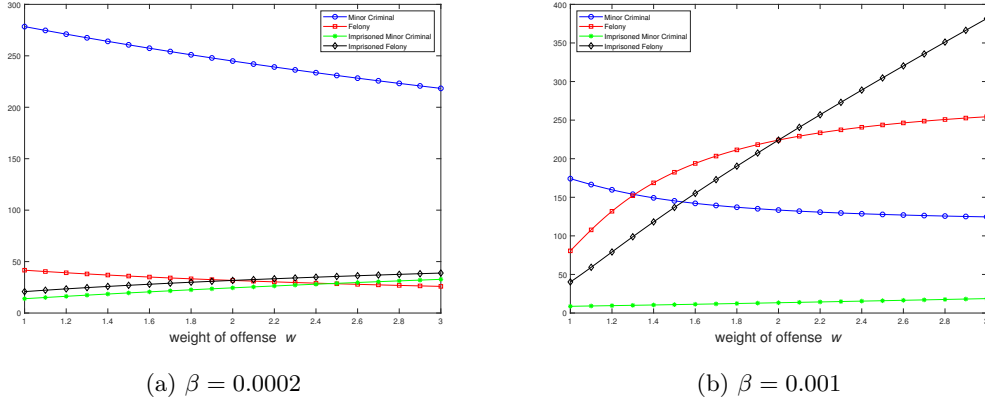 300
250
200
150
100
50
0
1 1.2 1.4 1.6 1.8 2 2.2 2.4 2.6 2.8 3
weight of offense w
Minor Criminal
Felony
Imprisoned Minor Criminal
Imprisoned Felony
(a) β = 0.0002
400
350
300
250
200
150
100
50
0
1 1.2 1.4 1.6 1.8 2 2.2 2.4 2.6 2.8 3
weight of offense w
Minor Criminal
Felony
Imprisoned Minor Criminal
Imprisoned Felony
(b) β = 0.001